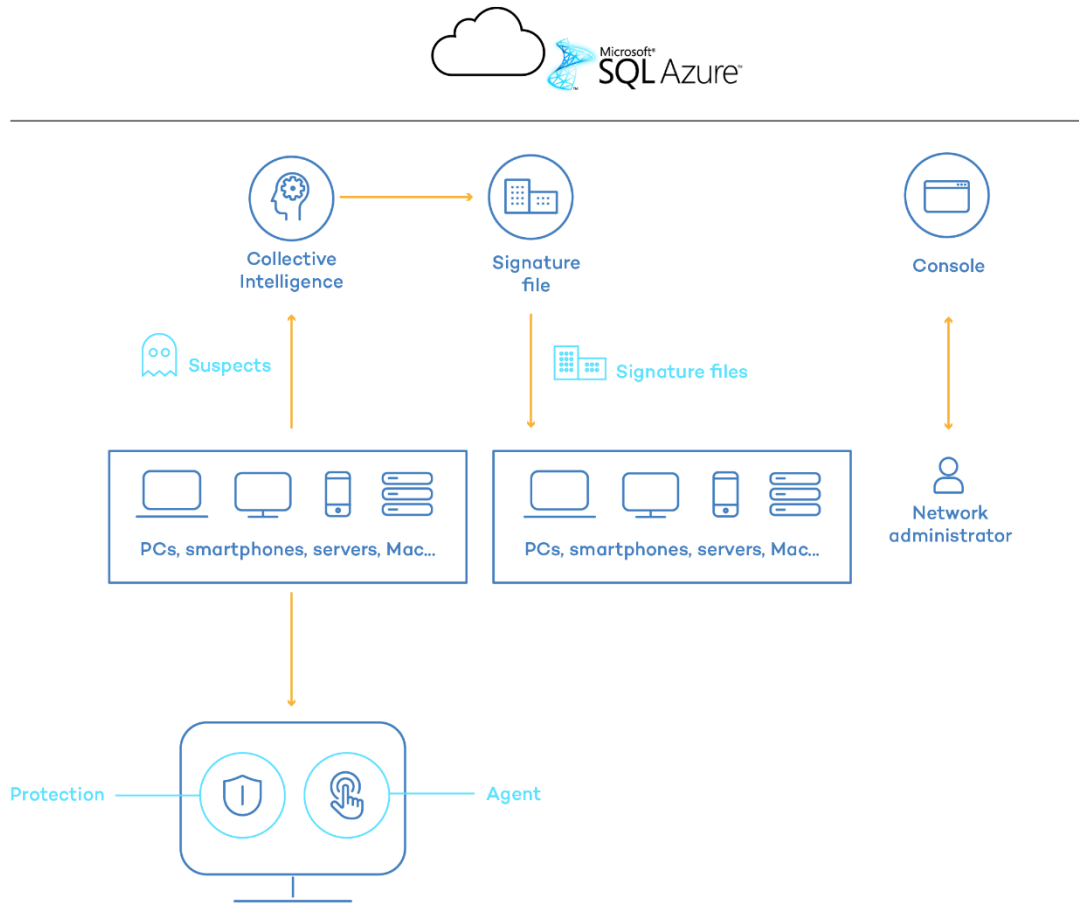 Microsoft®
SQL Azure™
™
Collective
Intelligence
Signature
file
Console
Suspects
Signature files
PCs, smartphones, servers, Mac...
PCs, smartphones, servers, Mac...
Network
administrator
Protection
Agent